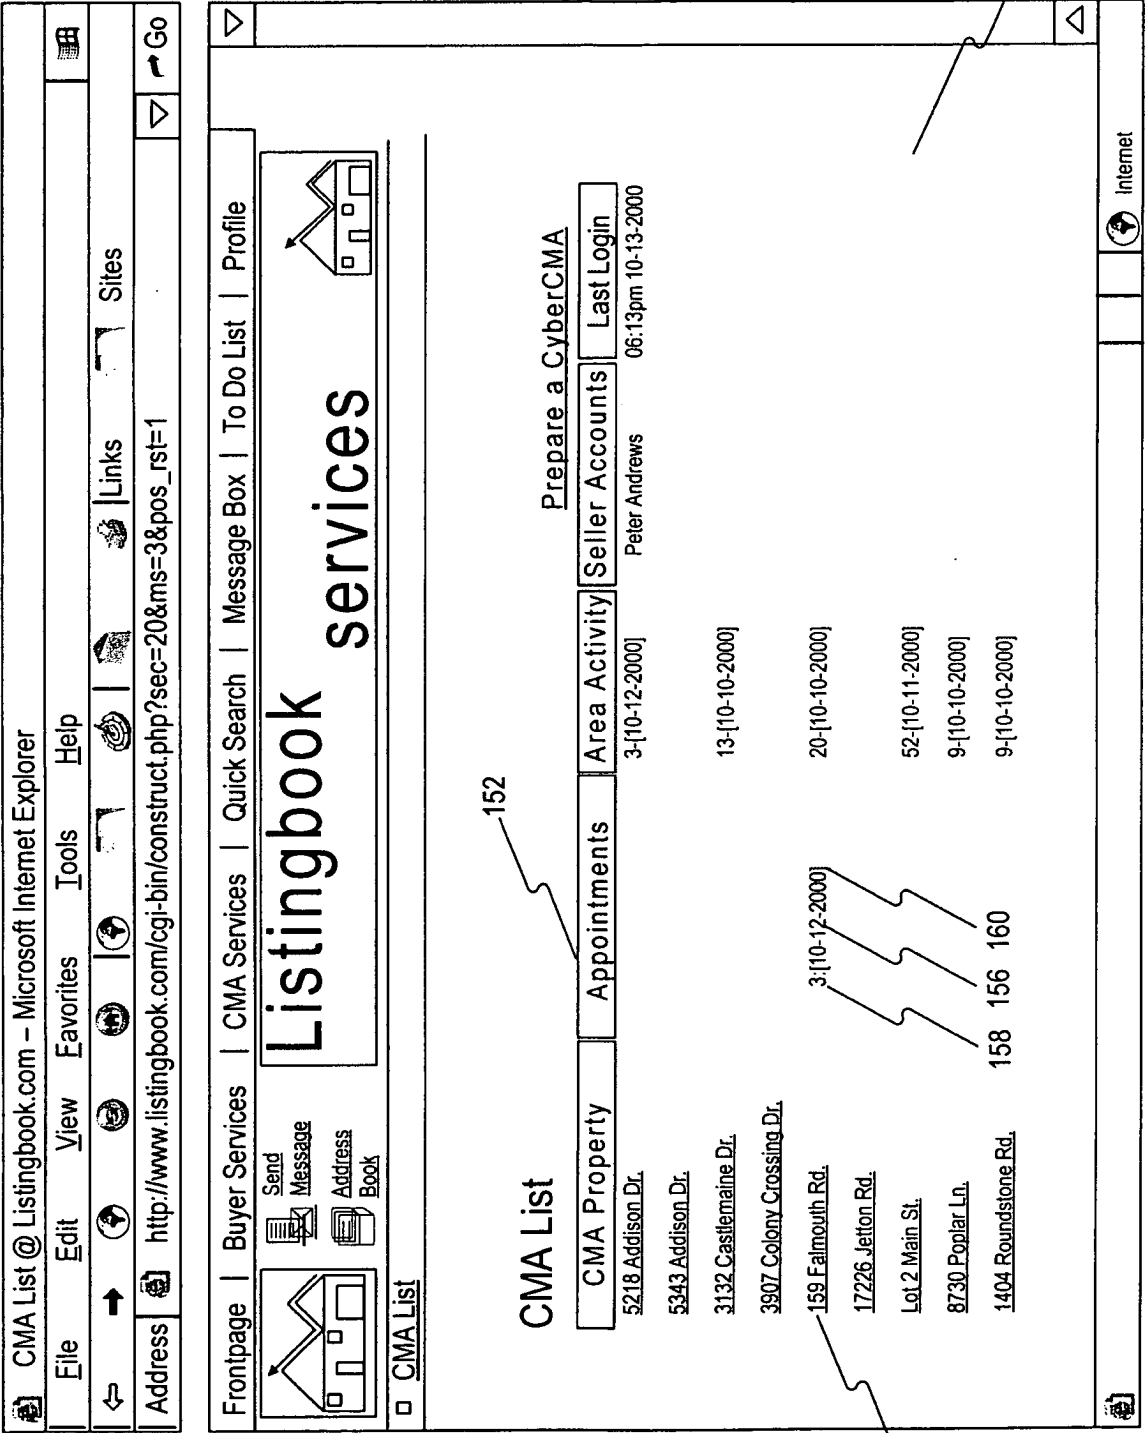 CMA List @ Listingbook.com – Microsoft Internet Explorer
File Edit View Favorites Tools Help
Links Sites
Address http://www.listingbook.com/cgi-bin/construct.php?sec=20&ms=3&pos_rst=1 Go
Frontpage | Buyer Services | CMA Services | Quick Search | Message Box | To Do List | Profile
Send Message
Address Book
Listingbook
services
CMA List
CMA List
Prepare a CyberCMA
152
CMA Property Appointments Area Activity Seller Accounts Last Login
5218 Addison Dr. 3-[10-12-2000] Peter Andrews 06:13pm 10-13-2000
5343 Addison Dr.
3132 Castlemaine Dr. 13-[10-10-2000]
3907 Colony Crossing Dr.
159 Falmouth Rd. 3:[10-12-2000] 20-[10-10-2000]
17226 Jetton Rd.
Lot 2 Main St. 52-[10-11-2000]
8730 Poplar Ln. 9-[10-10-2000]
1404 Roundstone Rd. 9-[10-10-2000]
158 156 160
Internet